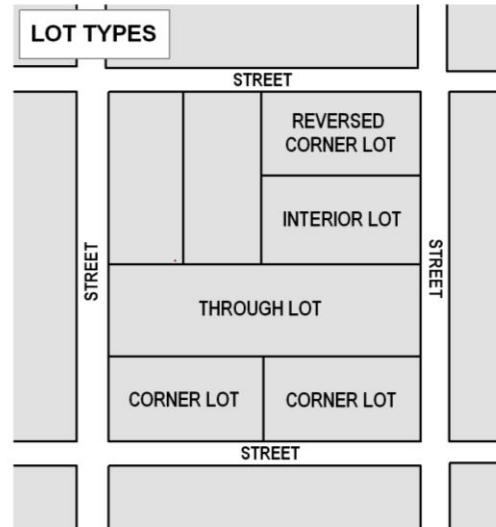 LOT TYPES
STREET
REVERSED
CORNER LOT
INTERIOR LOT
STREET
STREET
THROUGH LOT
CORNER LOT
CORNER LOT
STREET